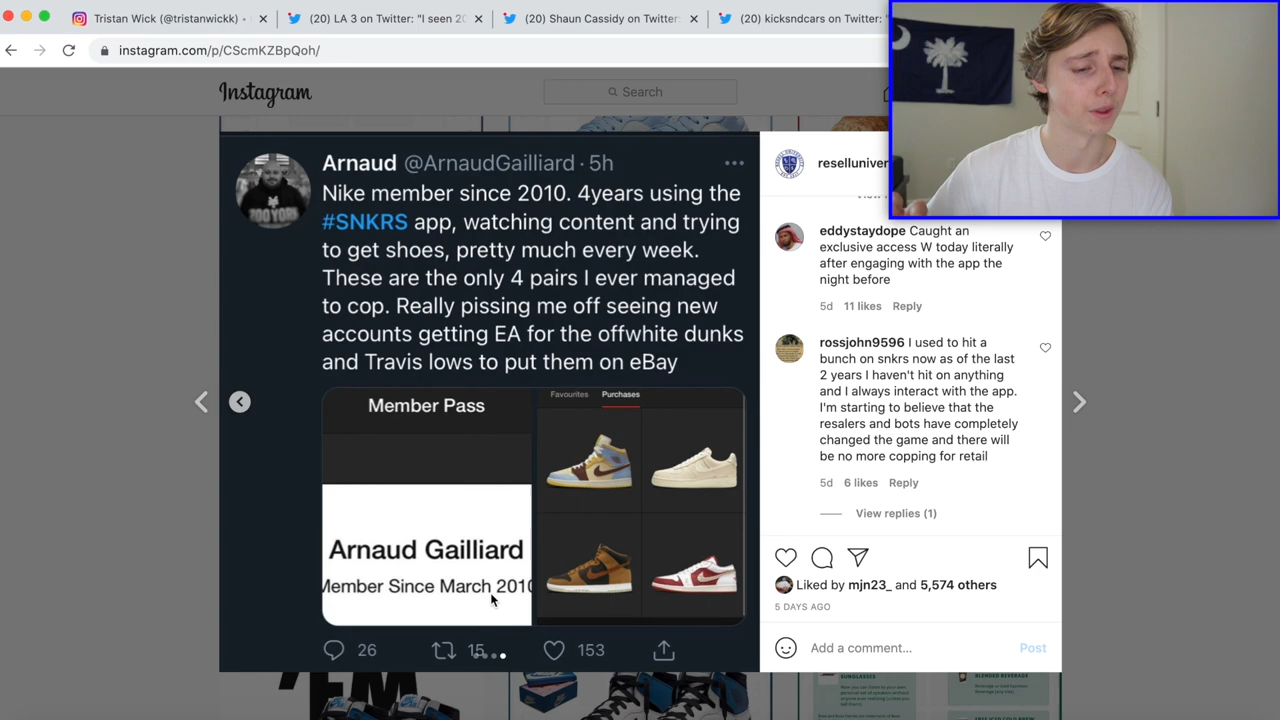 Tristan Wick (@tristanwickk) •
(20) LA 3 on Twitter: "I seen 20
(20) Shaun Cassidy on Twitter:
(20) kicksndcars on Twitter: "
instagram.com/p/CScmKZBpQoh/
Instagram
Search
Arnaud @ArnaudGailliard · 5h
Nike member since 2010. 4years using the
#SNKRS app, watching content and trying
to get shoes, pretty much every week.
These are the only 4 pairs I ever managed
to cop. Really pissing me off seeing new
accounts getting EA for the offwhite dunks
and Travis lows to put them on eBay
Member Pass
Arnaud Gailliard
Member Since March 2010
Favourites Purchases
26
15
153
reselluniver
eddystaydope Caught an
exclusive access W today literally
after engaging with the app the
night before
5d 11 likes Reply
rossjohn9596 I used to hit a
bunch on snkrs now as of the last
2 years I haven't hit on anything
and I always interact with the app.
I'm starting to believe that the
resalers and bots have completely
changed the game and there will
be no more copping for retail
5d 6 likes Reply
View replies (1)
Liked by mjn23_ and 5,574 others
5 DAYS AGO
Add a comment...
Post
SUNGLASSES
BLENDED BEVERAGE